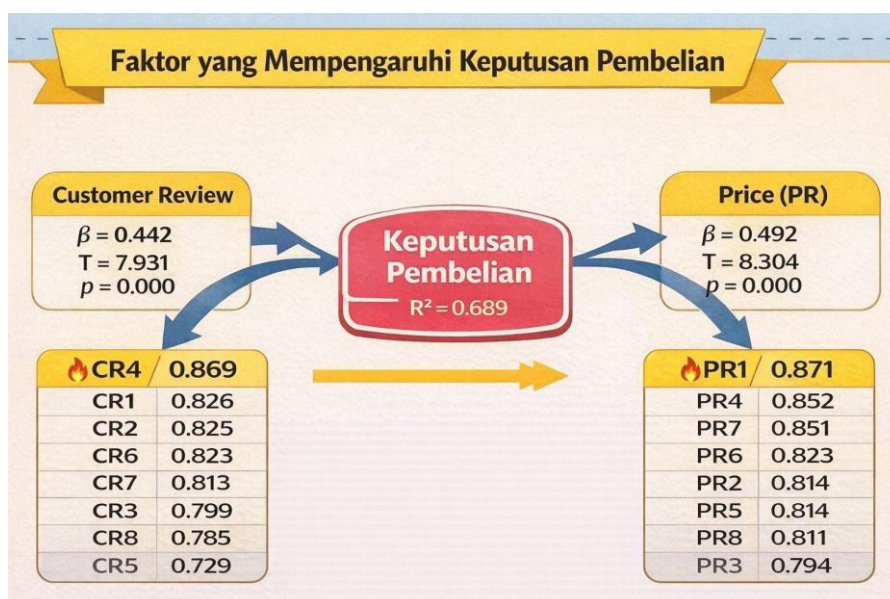 Faktor yang Mempengaruhi Keputusan Pembelian
Customer Review
β = 0.442
T = 7.931
p = 0.000
Keputusan
Pembelian
R² = 0.689
Price (PR)
β = 0.492
T = 8.304
p = 0.000
CR4 / 0.869
CR1 0.826
CR2 0.825
CR6 0.823
CR7 0.813
CR3 0.799
CR8 0.785
CR5 0.729
PR1 / 0.871
PR4 0.852
PR7 0.851
PR6 0.823
PR2 0.814
PR5 0.814
PR8 0.811
PR3 0.794